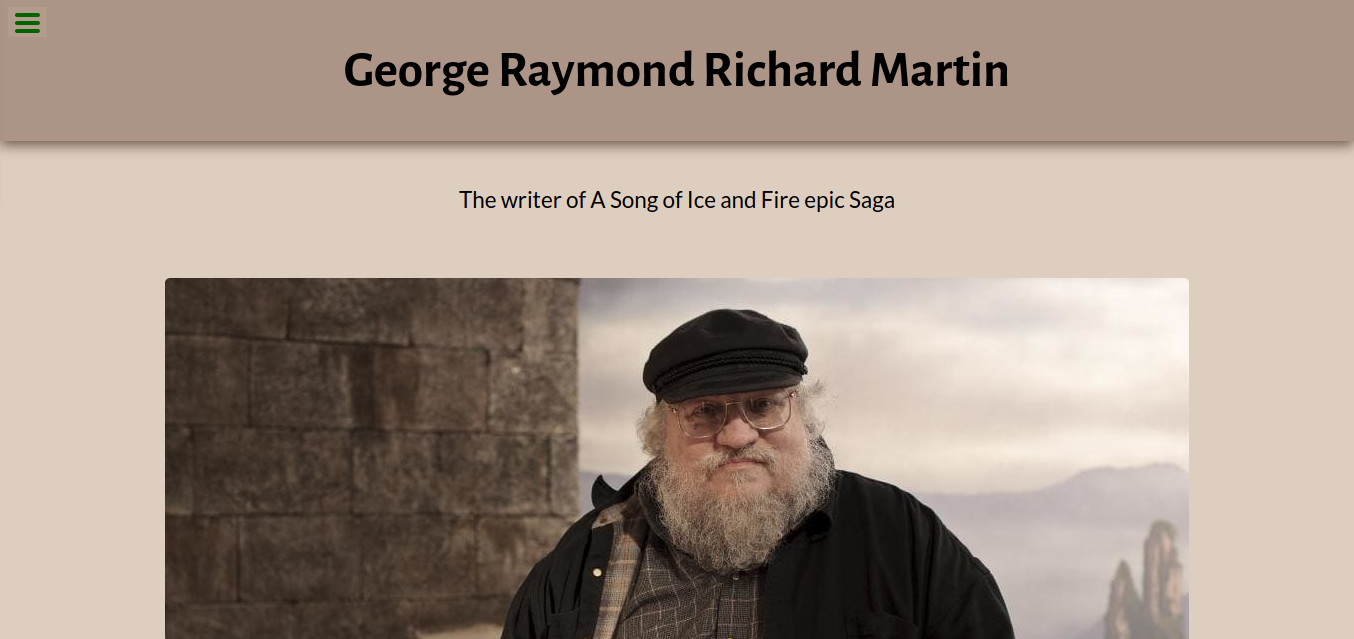 George Raymond Richard Martin
The writer of A Song of Ice and Fire epic Saga